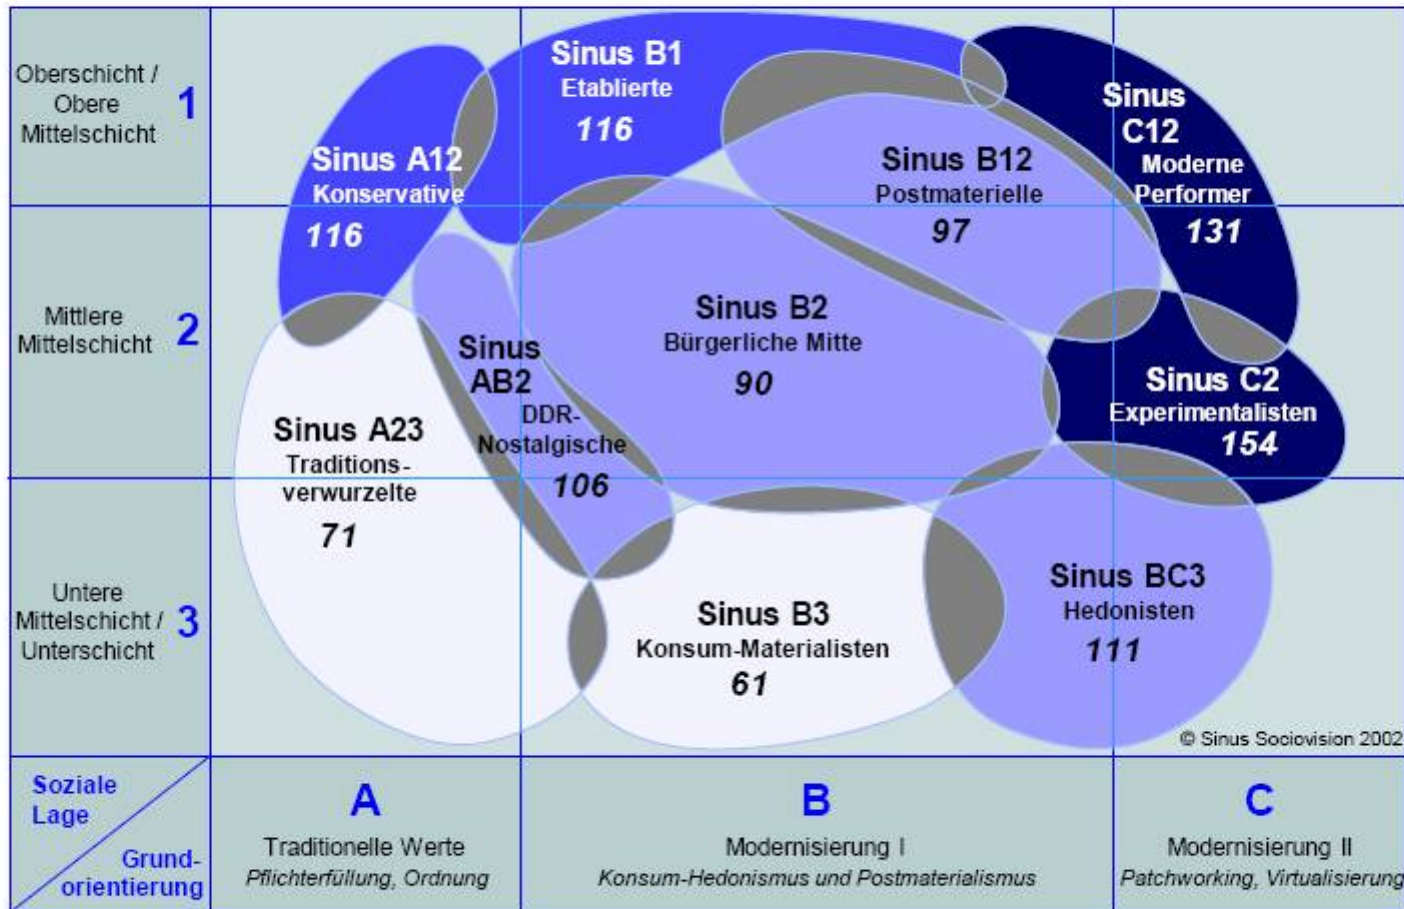 Oberschicht /
Obere
Mittelschicht
1
Mittlere
Mittelschicht
2
Untere
Mittelschicht /
Unterschicht
3
Sinus A12
Konservative
116
Sinus B1
Etablierte
116
Sinus B12
Postmaterielle
97
Sinus
C12
Moderne
Performer
131
Sinus A23
Traditions-
verwurzelte
71
Sinus
AB2
DDR-
Nostalgische
106
Sinus B2
Bürgerliche Mitte
90
Sinus C2
Experimentalisten
154
Sinus B3
Konsum-Materialisten
61
Sinus BC3
Hedonisten
111
© Sinus Sociovision 2002
Soziale
Lage
Grund-
orientierung
A
Traditionelle Werte
Pflichterfüllung, Ordnung
B
Modernisierung I
Konsum-Hedonismus und Postmaterialismus
C
Modernisierung II
Patchworking, Virtualisierung